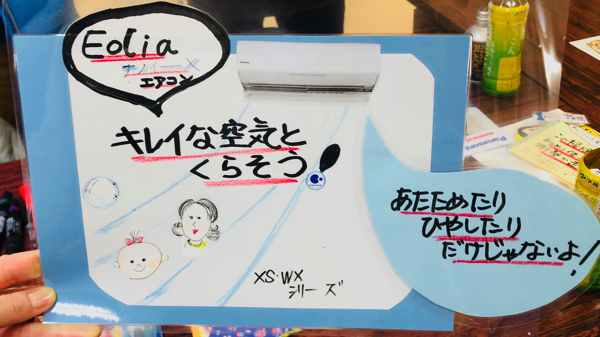 Eolia
エアコン
キレイな空気と
くらそう
あたためたり
ひやしたり
だけじゃないよ!
XS・WX
シリーズ
Panasonic